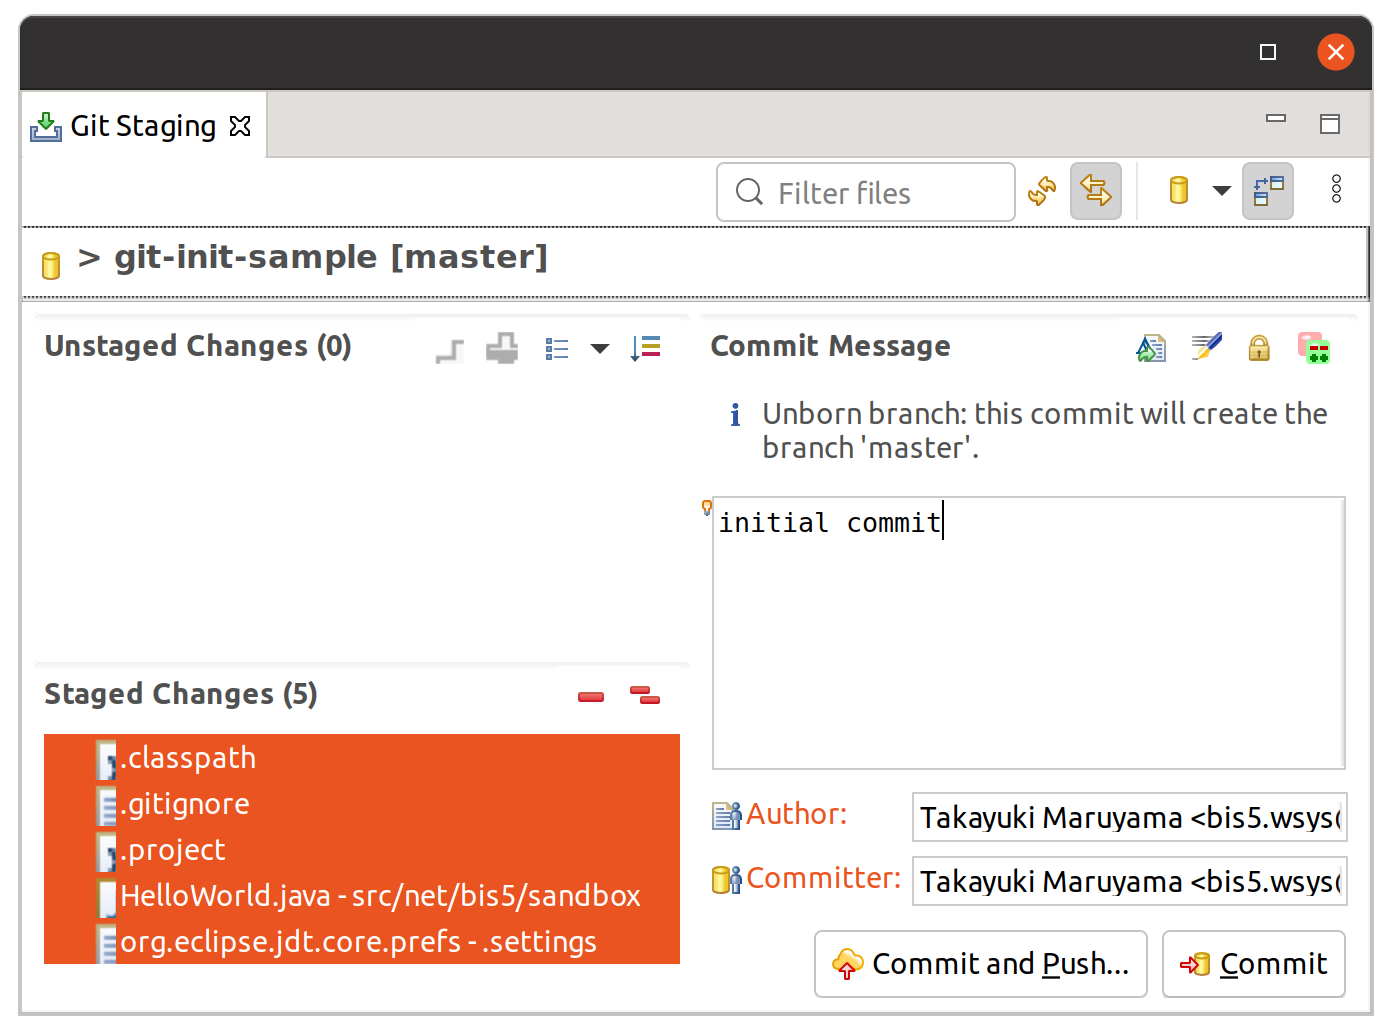 Git Staging
Filter files
> git-init-sample [master]
Unstaged Changes (0)
Commit Message
Unborn branch: this commit will create the
branch 'master'.
initial commit
Staged Changes (5)
.classpath
.gitignore
.project
HelloWorld.java - src/net/bis5/sandbox
org.eclipse.jdt.core.prefs - .settings
Author: Takayuki Maruyama <bis5.wsys@
Committer: Takayuki Maruyama <bis5.wsys@
Commit and Push...
Commit